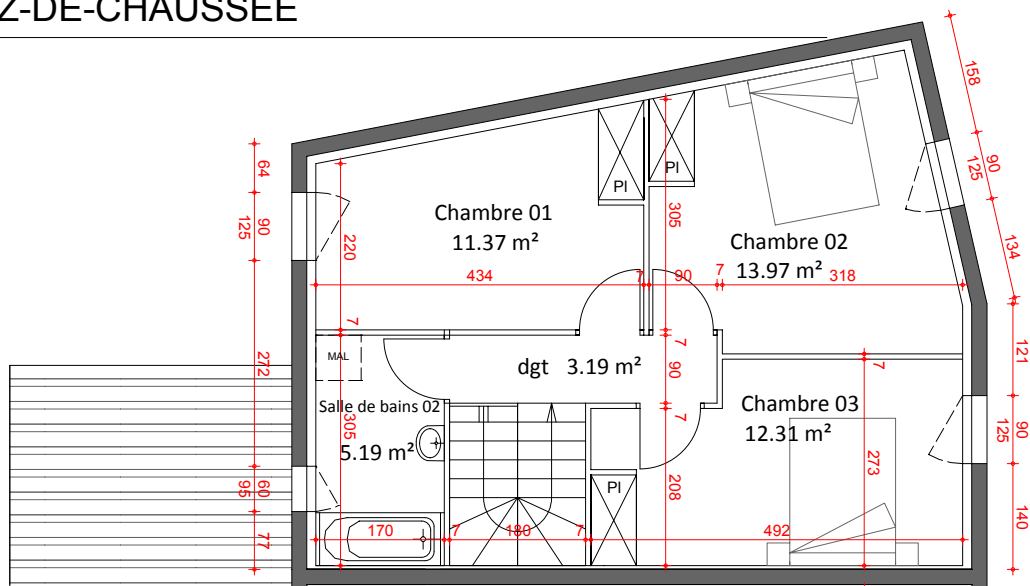 Z-DE-CHAUSSEE
158
90
125
134
64
90
125
272
60
95
77
PI
PI
Chambre 01
11.37 m²
Chambre 02
13.97 m²
220
305
434
7
90
7
318
7
MAL
dgt 3.19 m²
7
90
7
7
121
Salle de bains 02
5.19 m²
305
Chambre 03
12.31 m²
90
125
273
PI
208
140
170
7
180
7
492